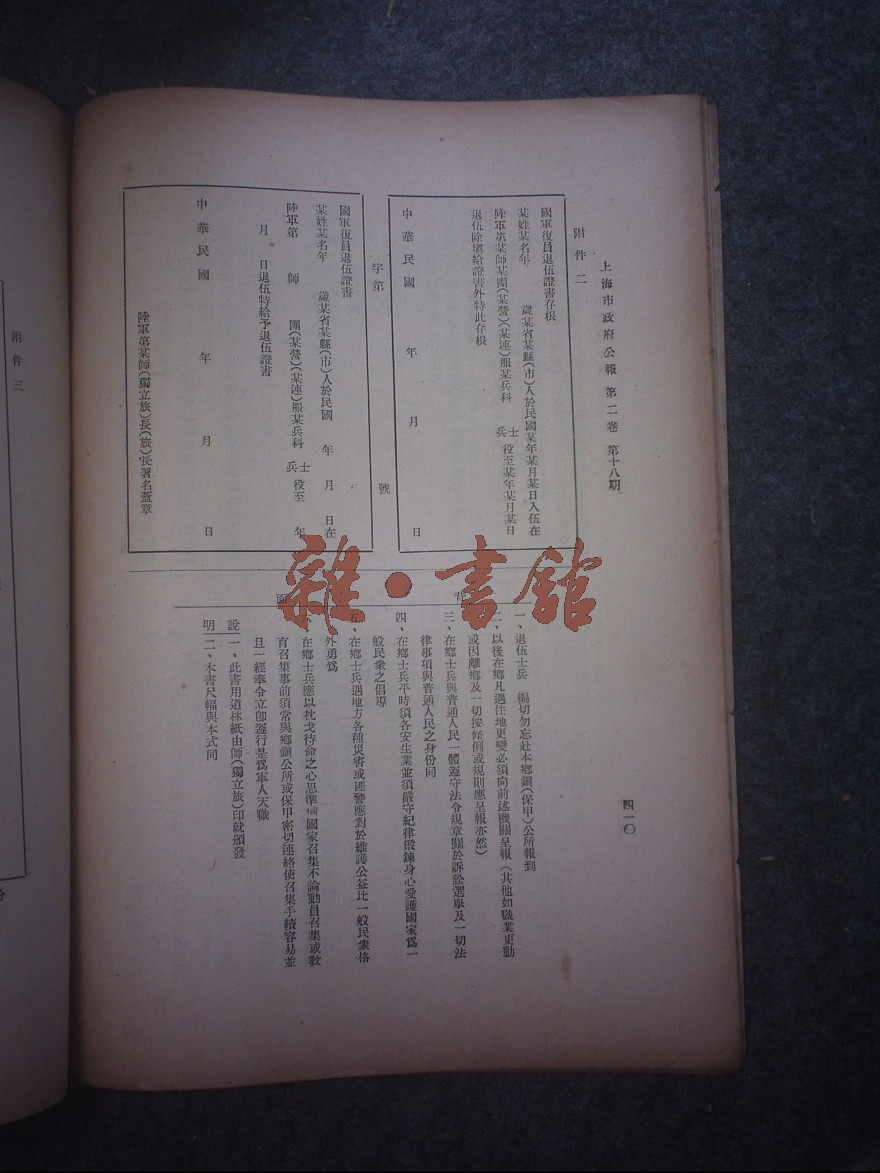 上海市政府公報 第二卷 第十八期
四一〇
附件二
國軍復員退伍證書存根
某姓某名年 歲某省某縣(市)人於民國某年某月某日入伍在
陸軍第某師某團(某營)(某連)服某兵科 士兵 役至某年某月某日
退伍除填給證書外特此存根
中華民國 年 月 日
字第 號
國軍復員退伍證書
某姓某名年 歲某省某縣(市)人於民國 年 月 日在
陸軍第 師 團(某營)(某連)服某兵科 士兵 役至 年
月 日退伍特給予退伍證書
中華民國 年 月 日
陸軍第某師(獨立旅)長(旅)長署名蓋章
背面
一、退伍士兵 編切勿忘赴本鄉鎮(保甲)公所報到
二、以後在鄉凡遇住地更變必須向前述機關呈報(其他如職業更動
或因離鄉及一切按條例或規則應呈報亦然)
三、在鄉士兵與普通人民一體遵守法令規章關於訴訟選舉及一切法
律事項與普通人民之身份同
四、在鄉士兵平時須各安生業並須嚴守紀律緞鍊身心愛護國家爲一
般民衆之倡導
五、在鄉士兵遇地方各種災害或匪警應對於維護公益比一般民衆格
外勇爲
在鄉士兵應以枕戈待命之心思準備國家召集不論動員召集或敎
育召集事前須常與鄉鎮公所或保甲密切連絡使召集手續容易並
且一經奉令立卽遵行是爲軍人天職
說明
一、此書用道林紙由師(獨立旅)印就頒發
二、本書尺幅與本式同
附件三
雜·書館